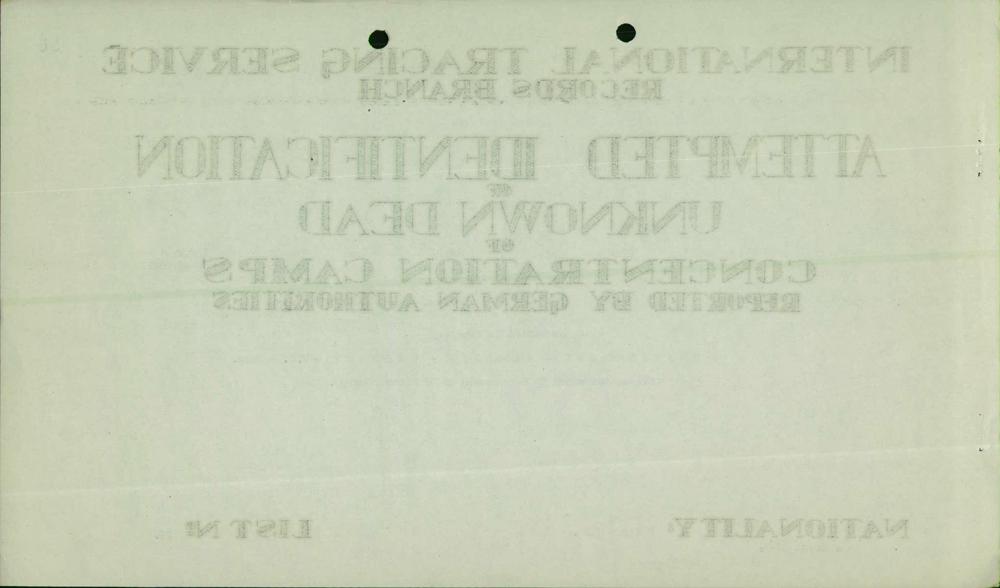 INTERNATIONAL TRACING SERVICE
RECORDS BRANCH
ATTEMPTED IDENTIFICATION
OF
UNKNOWN DEAD
OF
CONCENTRATION CAMPS
REPORTED BY GERMAN AUTHORITIES
NATIONALITY: LIST Nº